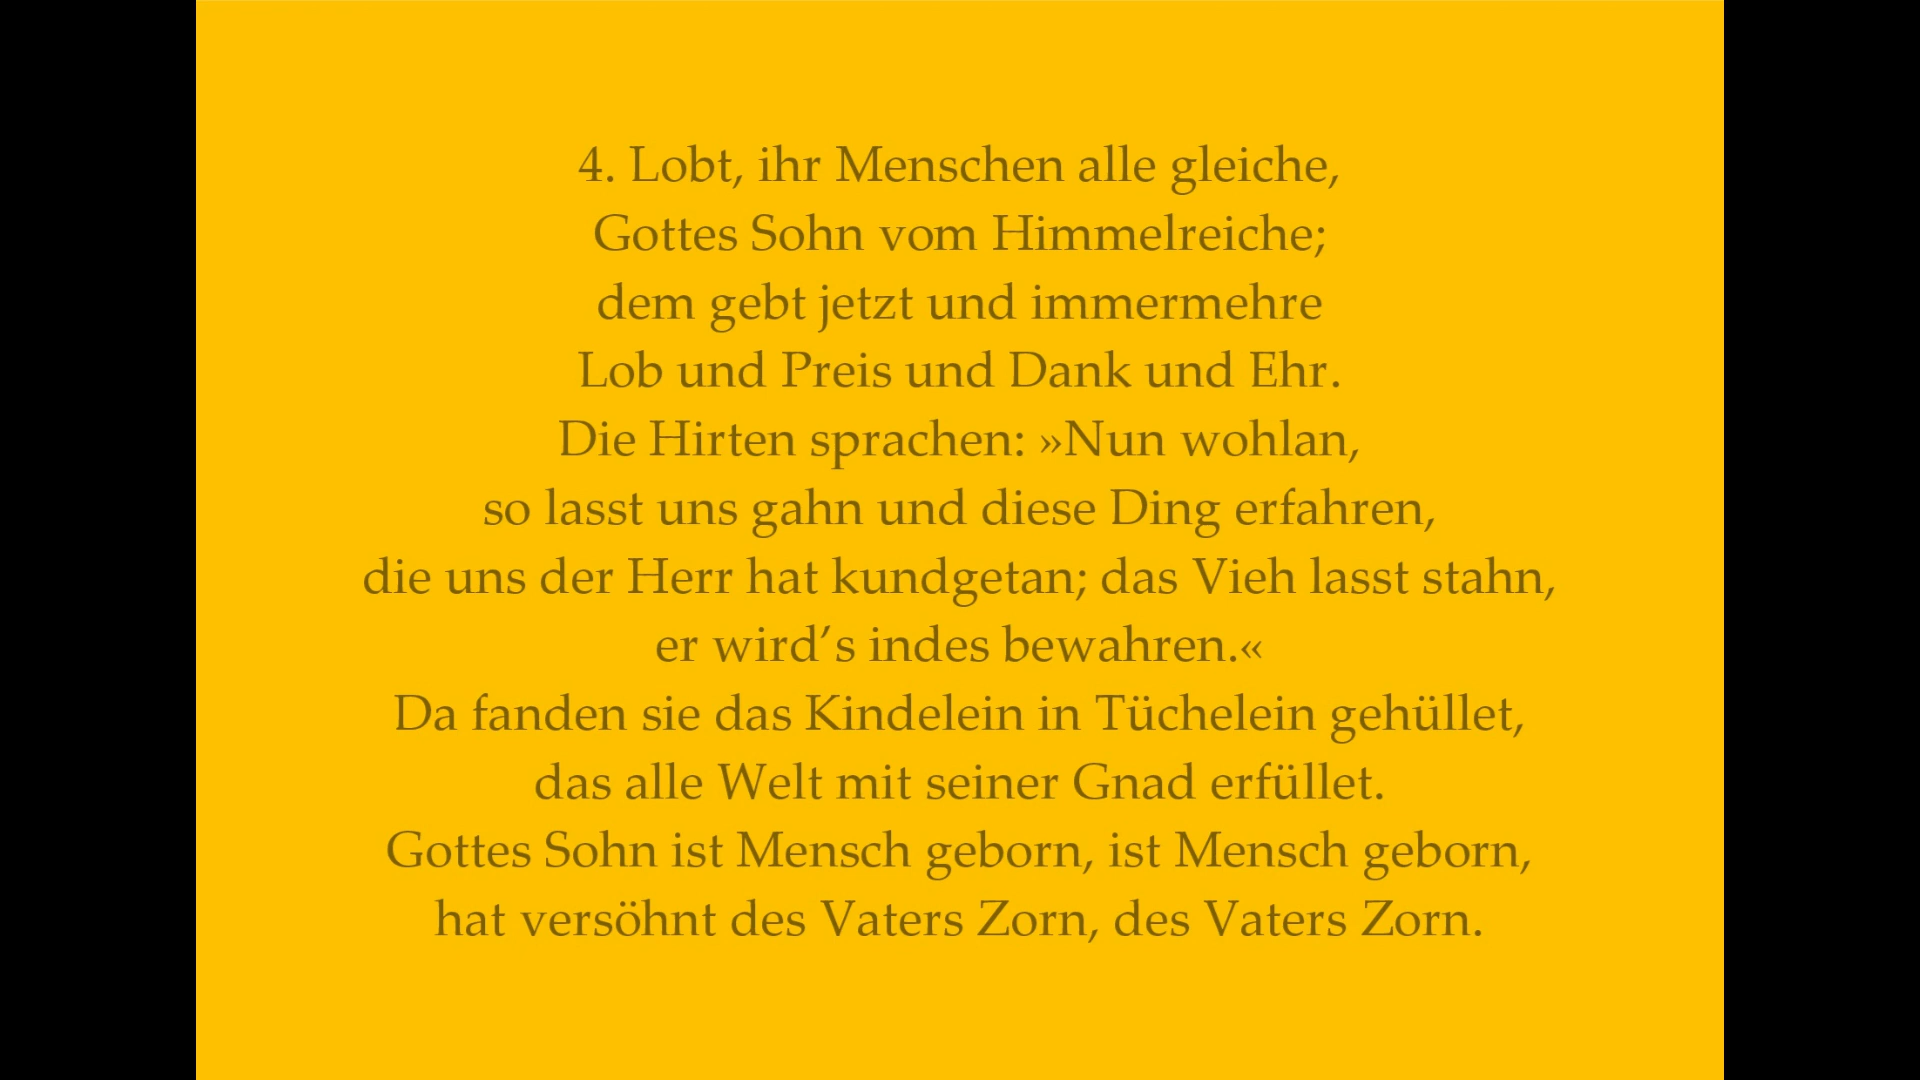 4. Lobt, ihr Menschen alle gleiche,
Gottes Sohn vom Himmelreiche;
dem gebt jetzt und immermehre
Lob und Preis und Dank und Ehr.
Die Hirten sprachen: »Nun wohlan,
so lasst uns gahn und diese Ding erfahren,
die uns der Herr hat kundgetan; das Vieh lasst stahn,
er wird’s indes bewahren.«
Da fanden sie das Kindelein in Tüchelein gehüllet,
das alle Welt mit seiner Gnad erfüllet.
Gottes Sohn ist Mensch geborn, ist Mensch geborn,
hat versöhnt des Vaters Zorn, des Vaters Zorn.